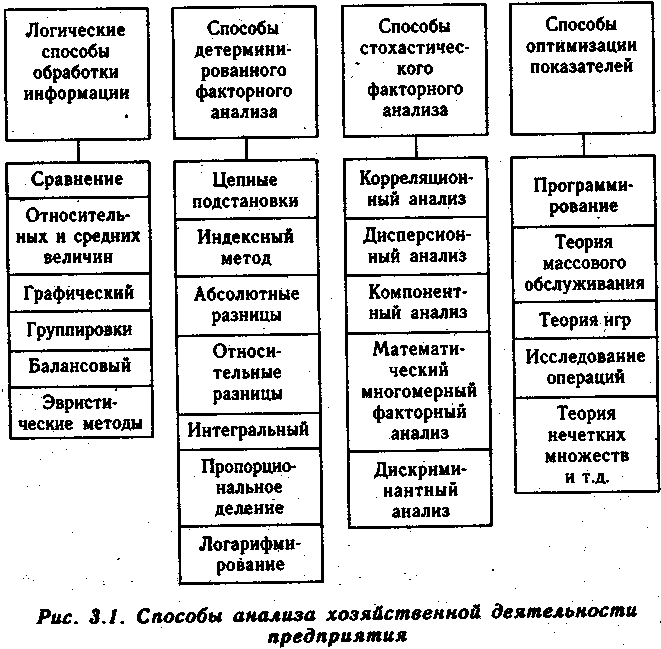 Логические
способы
обработки
информации
Сравнение
Относитель-
ных и средних
величин
Графический
Группировки
Балансовый
Эвристи-
ческие методы
Способы
детермини-
рованного
факторного
анализа
Цепные
подстановки
Индексный
метод
Абсолютные
разницы
Относи-
тельные
разницы
Интегральный
Пропорцио-
нальное
деление
Логарифми-
рование
Способы
стохастичес-
кого
факторного
анализа
Корреляцион-
ный анализ
Дисперсион-
ный анализ
Компонент-
ный анализ
Математи-
ческий
многомерный
факторный
анализ
Дискрими-
нантный
анализ
Способы
оптимизации
показателей
Программи-
рование
Теория
массового
обслуживания
Теория игр
Исследование
операций
Теория
нечетких
множеств
и т.д.
Рис. 3.1. Способы анализа хозяйственной деятельности
предприятия